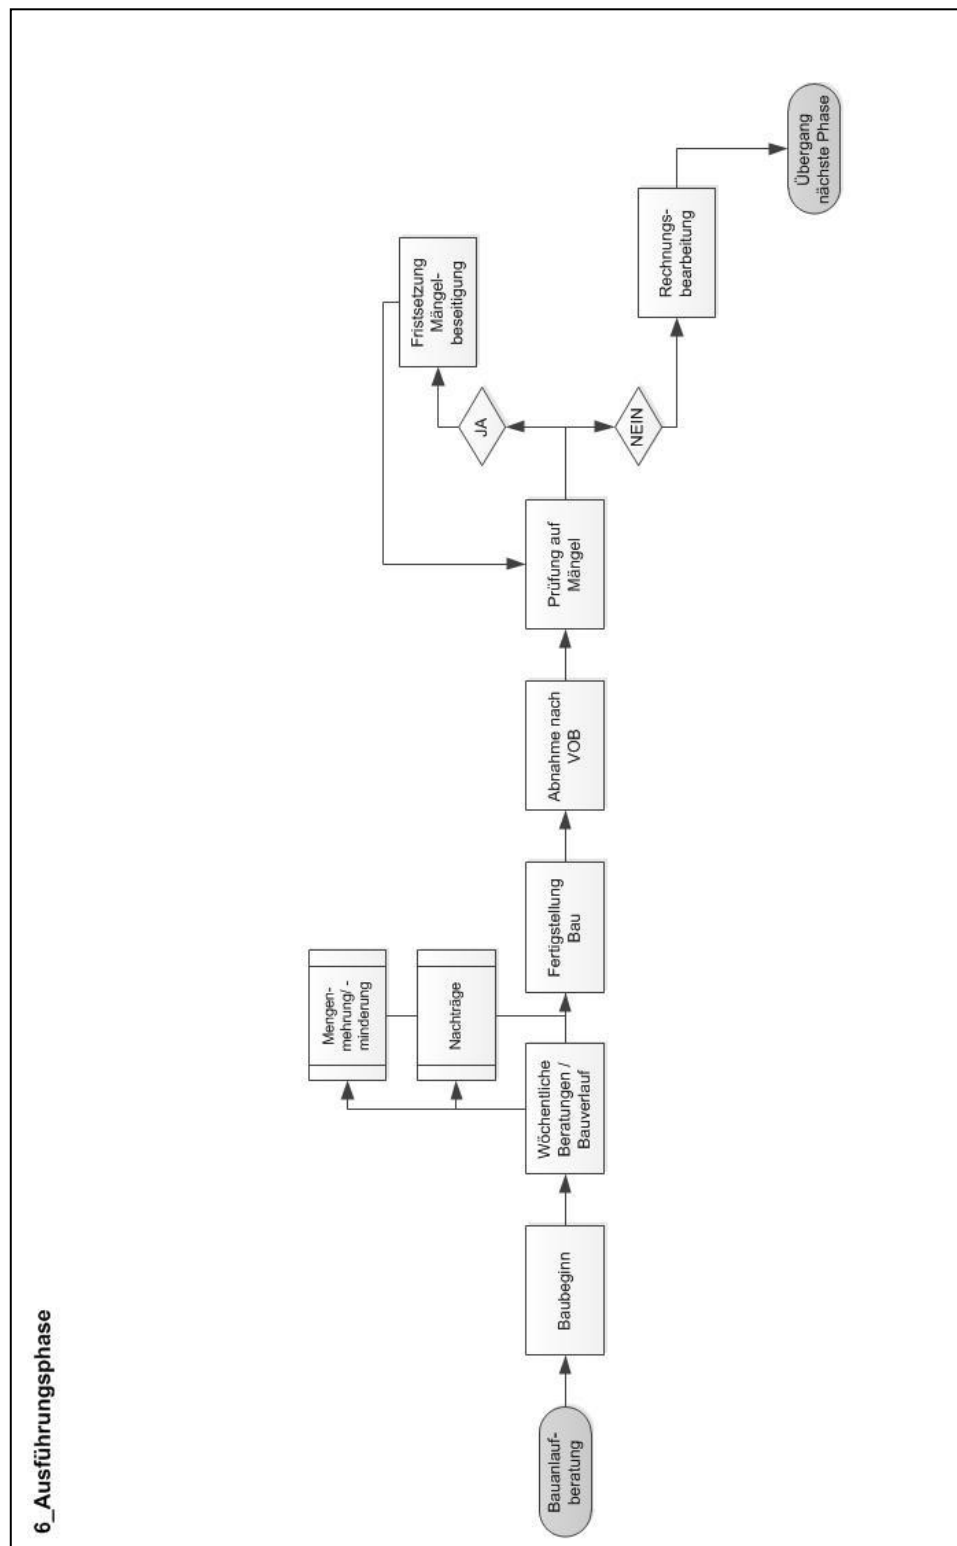 6_Ausführungsphase
Bauanlauf-
beratung
Baubeginn
Wöchentliche
Beratungen /
Bauverlauf
Mengen-
mehrung/ -
minderung
Nachträge
Fertigstellung
Bau
Abnahme nach
VOB
Prüfung auf
Mängel
JA
Fristsetzung
Mängel-
beseitigung
NEIN
Rechnungs-
bearbeitung
Übergang
nächste Phase